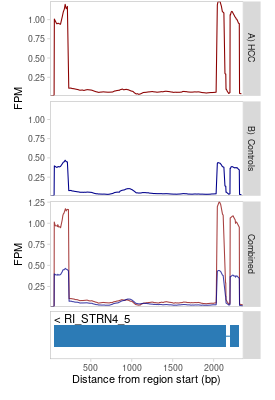 1.00
0.75
0.50
0.25
A) HCC
1.00
0.75
0.50
0.25
B) Controls
FPM
FPM
1.25
1.00
0.75
0.50
0.25
Combined
< RI_STRN4_5
500
1000
1500
2000
Distance from region start (bp)